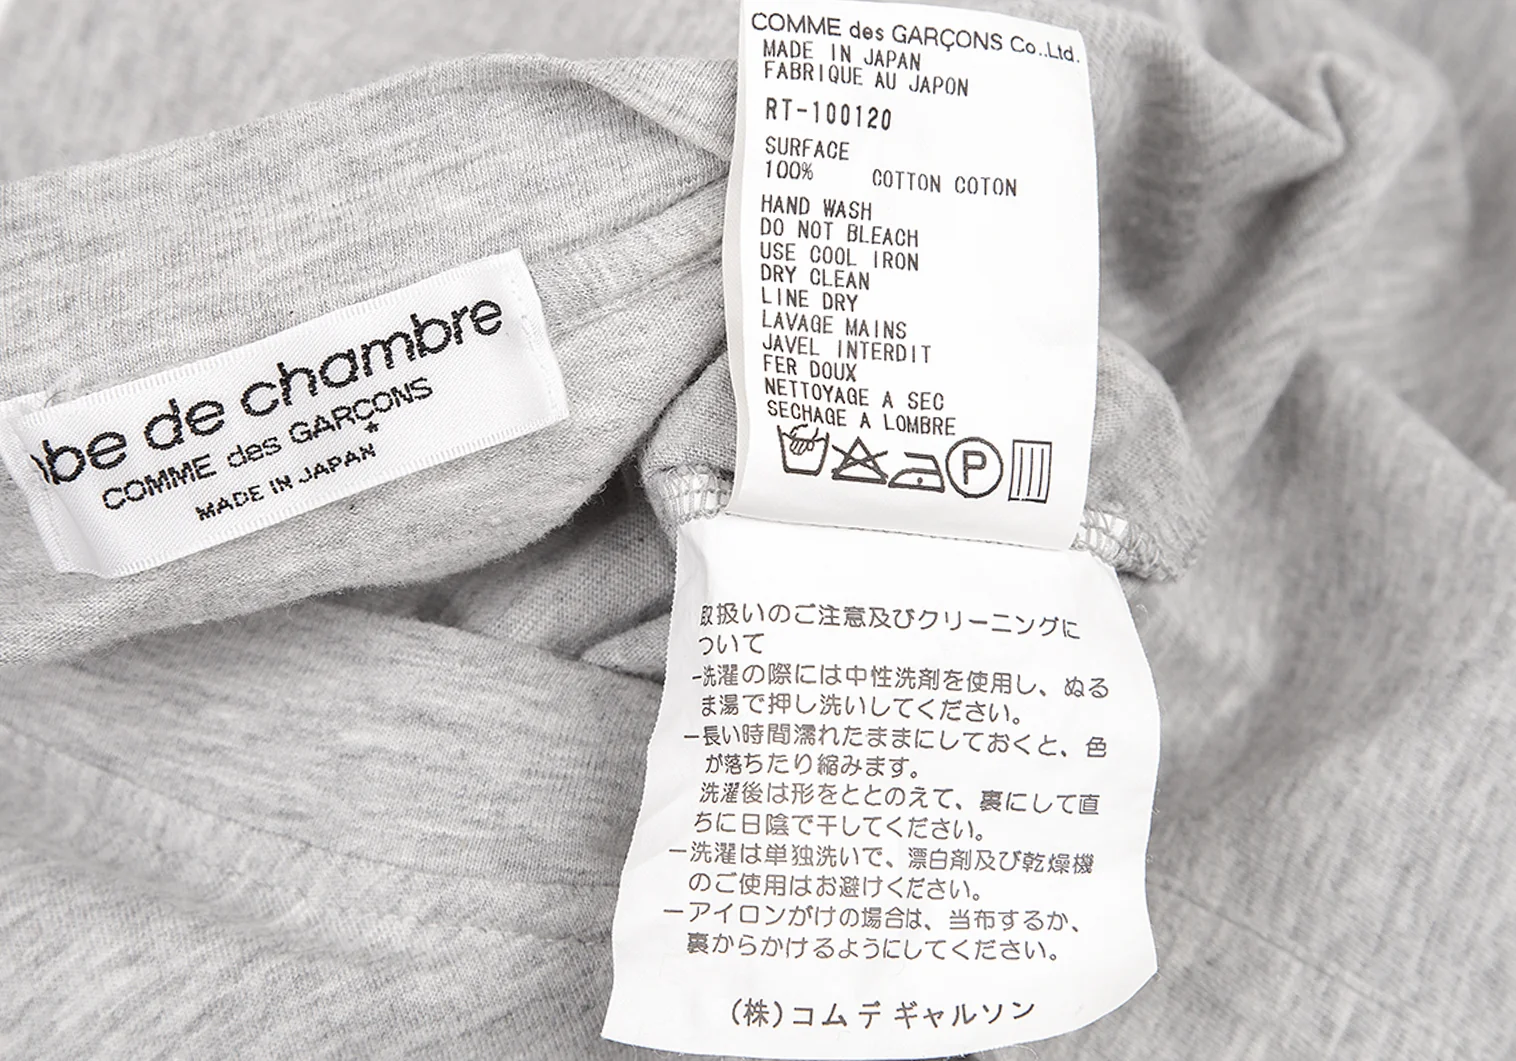 COMME des GARÇONS Co.,Ltd.
MADE IN JAPAN
FABRIQUE AU JAPON
RT-100120
SURFACE
100% COTTON COTON
HAND WASH
DO NOT BLEACH
USE COOL IRON
DRY CLEAN
LINE DRY
LAVAGE MAINS
JAVEL INTERDIT
FER DOUX
NETTOYAGE A SEC
SECHAGE A LOMBRE
P
de chambre
COMME des GARÇONS
MADE IN JAPAN
取扱いのご注意及びクリーニングに
ついて
-洗濯の際には中性洗剤を使用し、ぬる
ま湯で押し洗いしてください。
-長い時間濡れたままにしておくと、色
が落ちたり縮みます。
洗濯後は形をととのえて、裏にして直
ちに日陰で干してください。
-洗濯は単独洗いで、漂白剤及び乾燥機
のご使用はお避けください。
-アイロンがけの場合は、当布するか、
裏からかけるようにしてください。
(株)コムデギャルソン